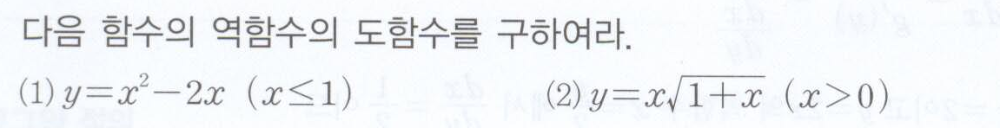 다음 함수의 역함수의 도함수를 구하여라.
(1) y=x²−2x (x≤1) (2) y=x√(1+x) (x>0)